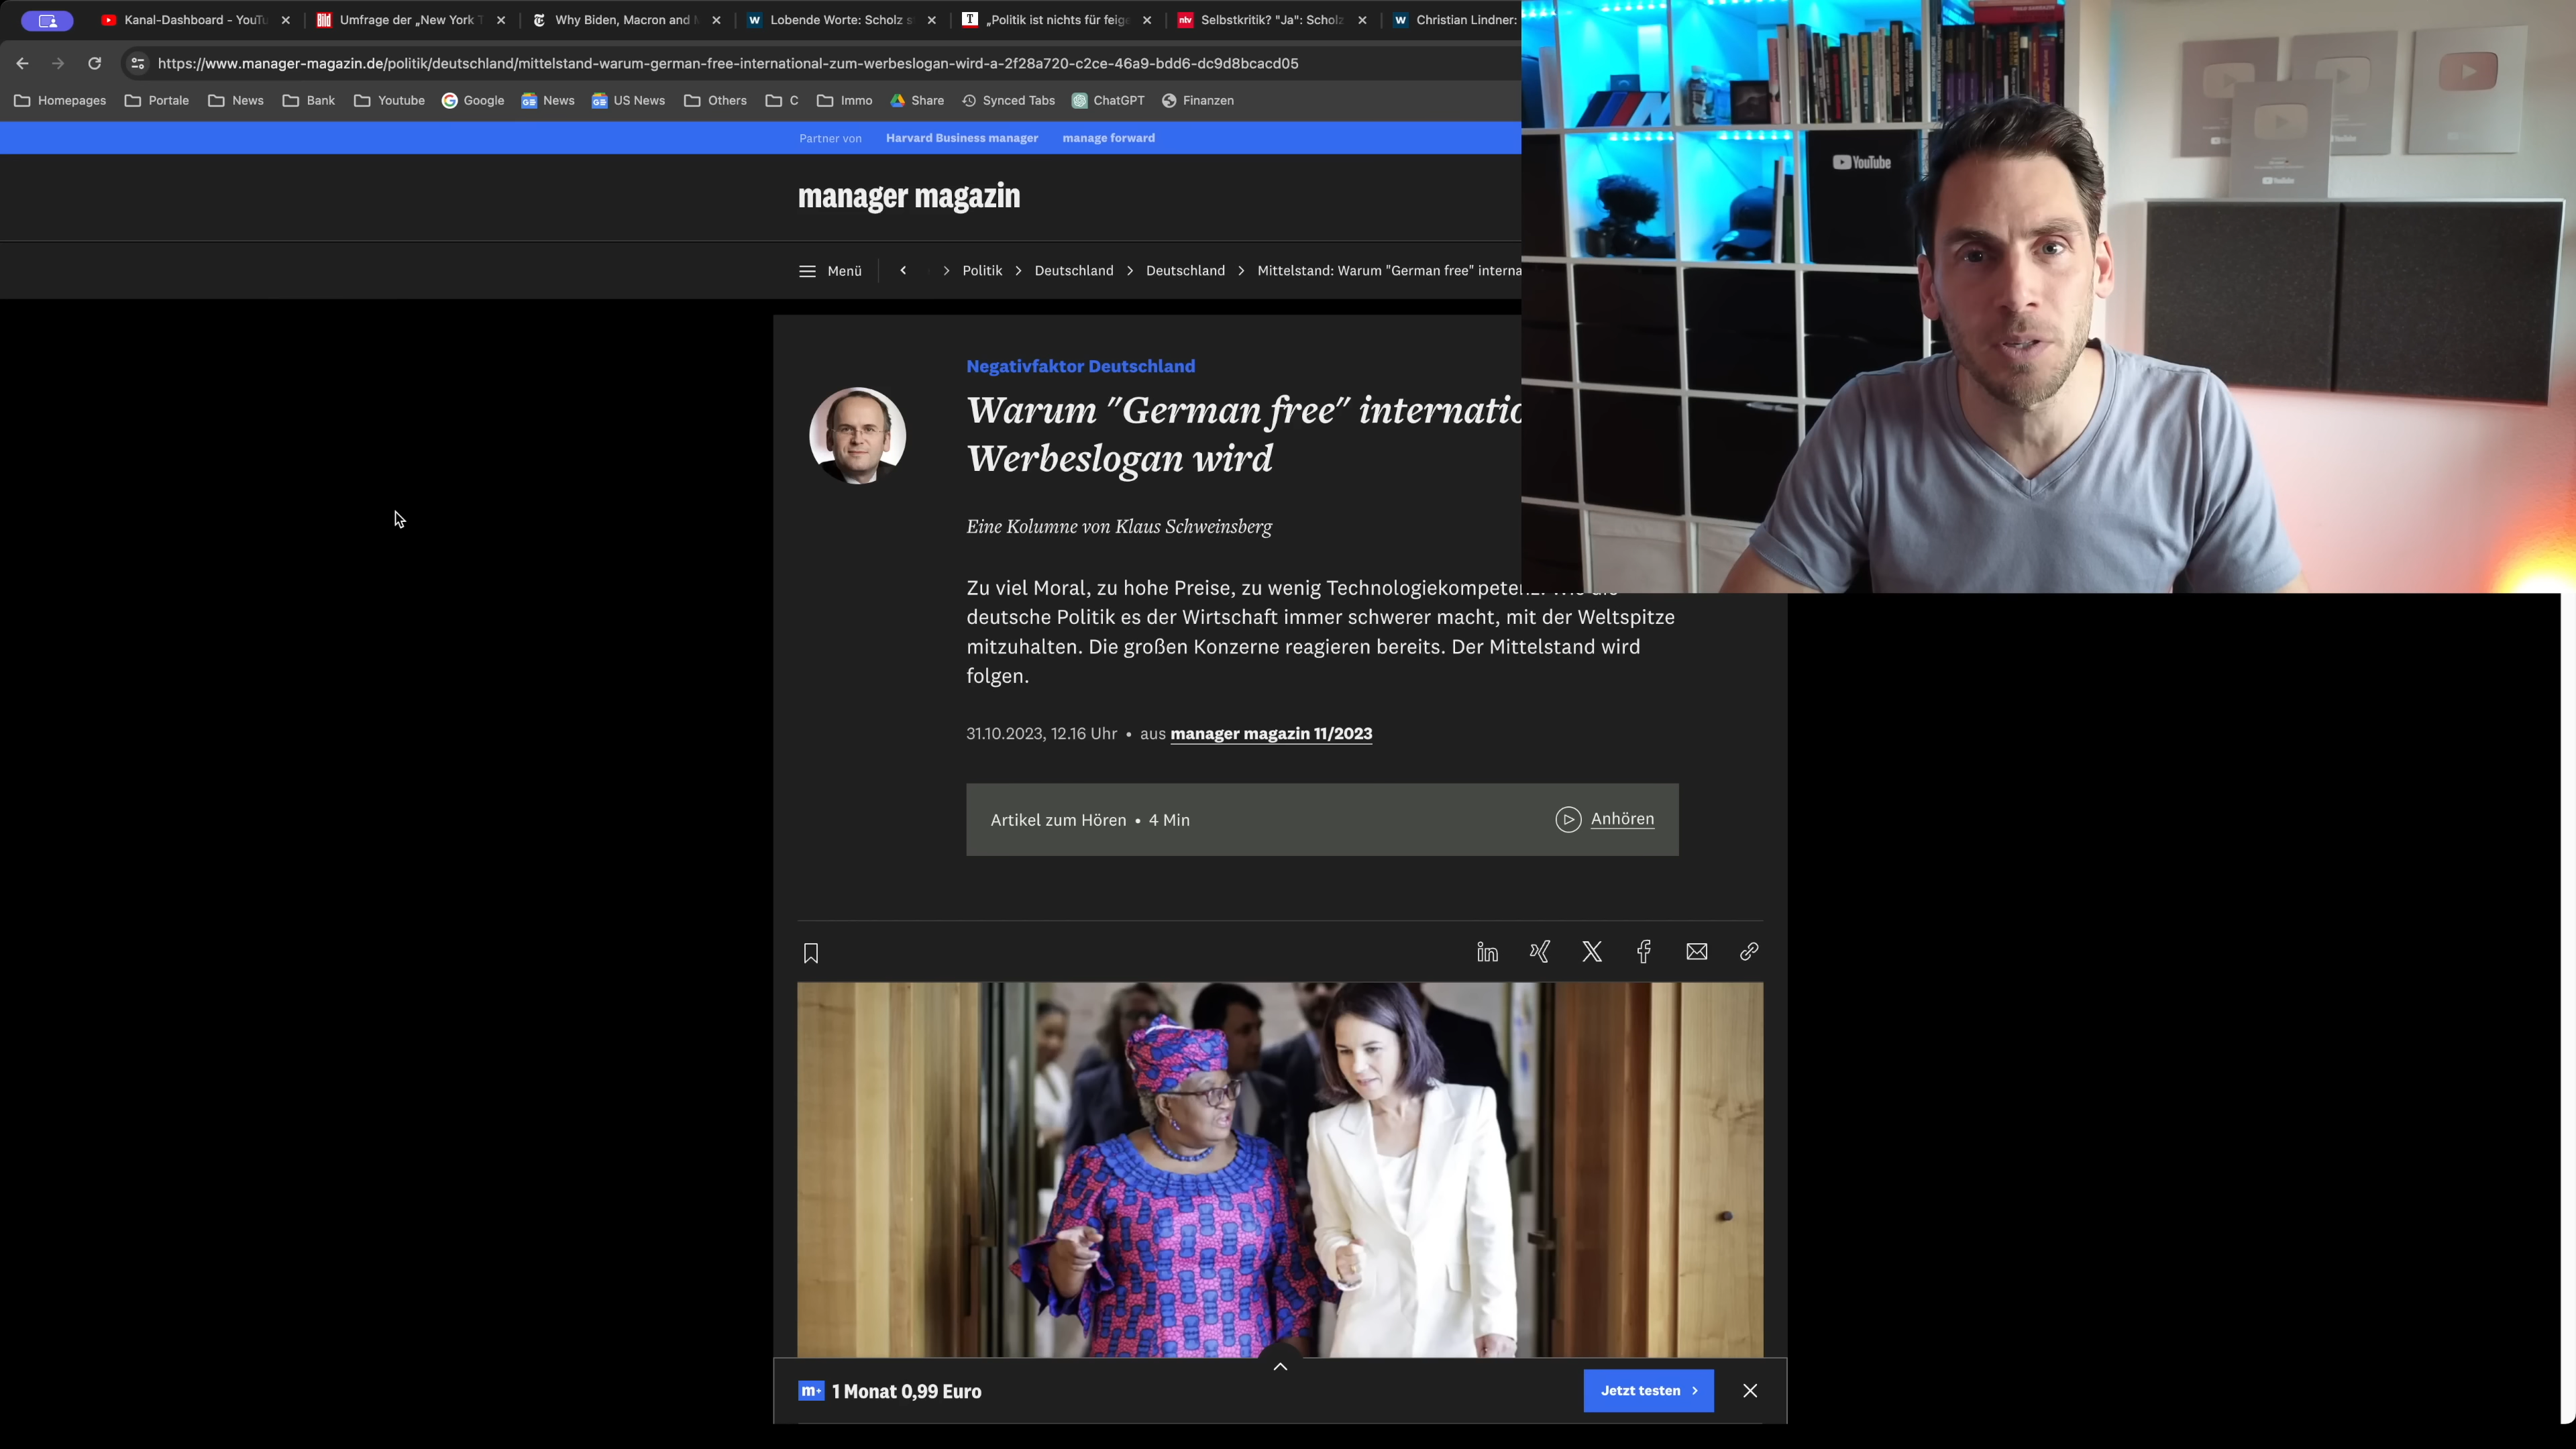 Kanal-Dashboard - YouTu
Umfrage der „New York T
Why Biden, Macron and M
Lobende Worte: Scholz s
„Politik ist nichts für feige
Selbstkritik? "Ja": Scholz
Christian Lindner:
https://www.manager-magazin.de/politik/deutschland/mittelstand-warum-german-free-international-zum-werbeslogan-wird-a-2f28a720-c2ce-46a9-bdd6-dc9d8bcacd05
Homepages Portale News Bank Youtube Google News US News Others C Immo Share Synced Tabs ChatGPT Finanzen
Partner von Harvard Business manager manage forward
YouTube
manager magazin
Menü Politik Deutschland Deutschland Mittelstand: Warum "German free" interna
Negativfaktor Deutschland
Warum "German free" internatio
Werbeslogan wird
Eine Kolumne von Klaus Schweinsberg
Zu viel Moral, zu hohe Preise, zu wenig Technologiekompetenz: Wie die
deutsche Politik es der Wirtschaft immer schwerer macht, mit der Weltspitze
mitzuhalten. Die großen Konzerne reagieren bereits. Der Mittelstand wird
folgen.
31.10.2023, 12.16 Uhr • aus manager magazin 11/2023
Artikel zum Hören • 4 Min Anhören
m+ 1 Monat 0,99 Euro Jetzt testen